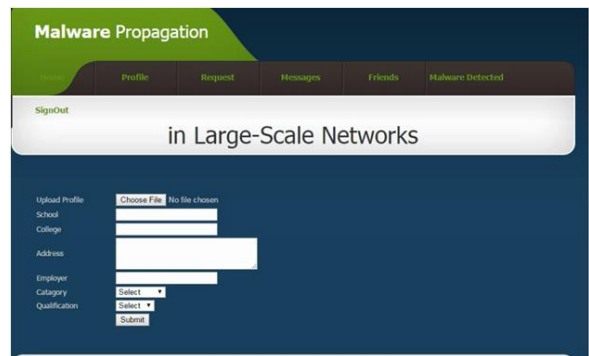 Malware Propagation
Home Profile Request Messages Friends Malware Detected
SignOut
in Large-Scale Networks
Upload Profile Choose File No file chosen
School
College
Address
Employer
Catagory Select
Qualification Select
Submit